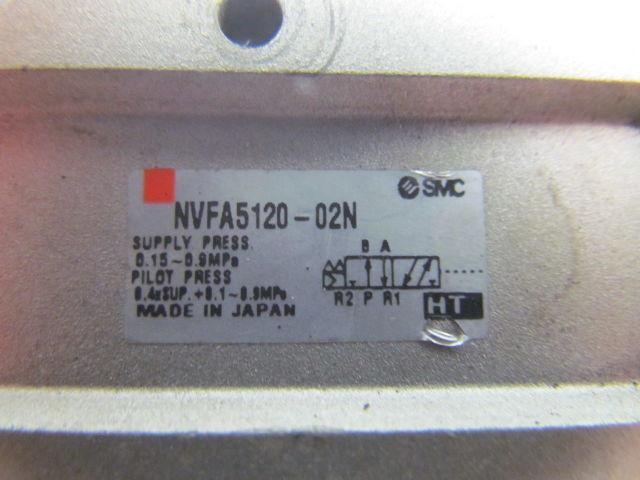 SMC
NVFA5120-02N
SUPPLY PRESS.
0.15~0.9MPa
PILOT PRESS
0.4xSUP.+0.1~0.9MPa
MADE IN JAPAN
B A
R2 P R1
HT